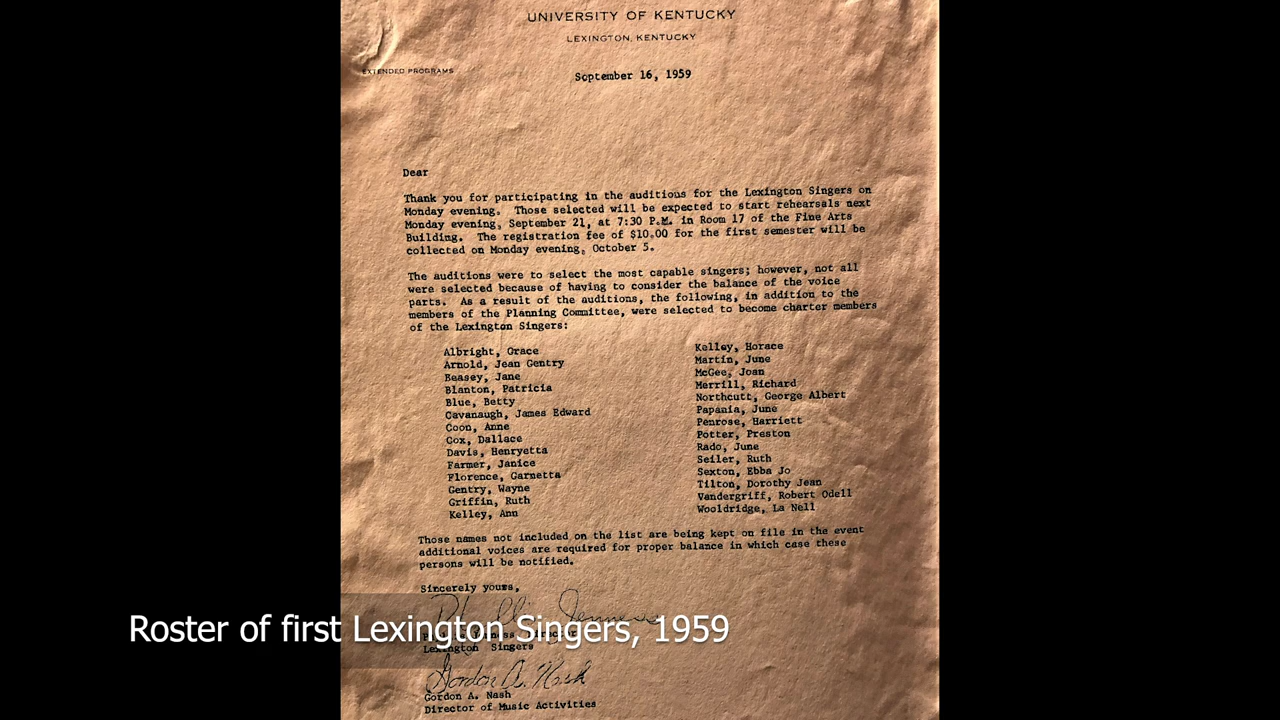 UNIVERSITY OF KENTUCKY
LEXINGTON, KENTUCKY
EXTENDED PROGRAMS
September 16, 1959
Dear
Thank you for participating in the auditions for the Lexington Singers on
Monday evening. Those selected will be expected to start rehearsals next
Monday evening, September 21, at 7:30 P.M. in Room 17 of the Fine Arts
Building. The registration fee of $10.00 for the first semester will be
collected on Monday evening, October 5.
The auditions were to select the most capable singers; however, not all
were selected because of having to consider the balance of the voice
parts. As a result of the auditions, the following, in addition to the
members of the Planning Committee, were selected to become charter members
of the Lexington Singers:
Albright, Grace
Arnold, Jean Gentry
Beasey, Jane
Blanton, Patricia
Blue, Betty
Cavanaugh, James Edward
Coon, Anne
Cox, Dallace
Davis, Henryetta
Farmer, Janice
Florence, Garnetta
Gentry, Wayne
Griffin, Ruth
Kelley, Ann
Kelley, Horace
Martin, June
McGee, Joan
Merrill, Richard
Northcutt, George Albert
Papania, June
Penrose, Harriett
Potter, Preston
Rado, June
Seiler, Ruth
Sexton, Ebba Jo
Tilton, Dorothy Jean
Vandergriff, Robert Odell
Wooldridge, La Nell
Those names not included on the list are being kept on file in the event
additional voices are required for proper balance in which case these
persons will be notified.
Sincerely yours,
Phyllis Jenness
Roster of first Lexington Singers, 1959
Lexington Singers
Gordon A. Nash
Gordon A. Nash
Director of Music Activities